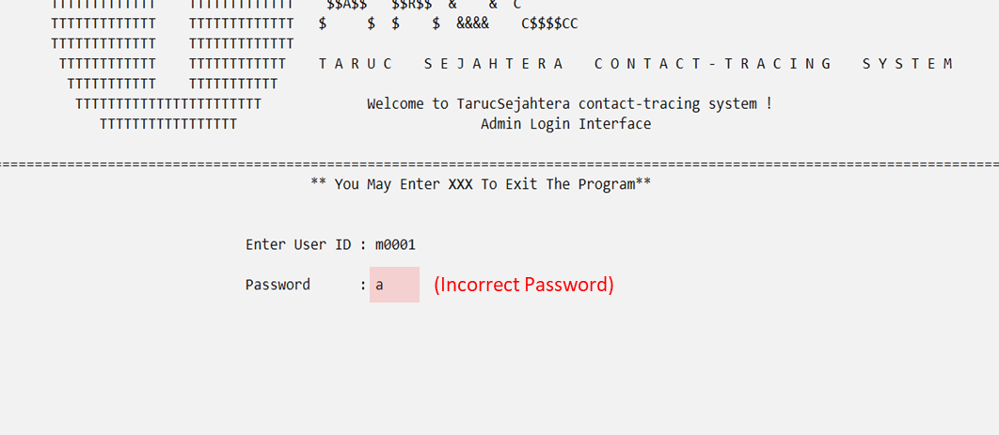 TTTTTTTTTTTTT    TTTTTTTTTTTTT    $$A$$   $$R$$  &    &  C
TTTTTTTTTTTTT    TTTTTTTTTTTTT   $     $  $    $  &&&&    C$$$$CC
TTTTTTTTTTTTT    TTTTTTTTTTTTT
TTTTTTTTTTTT    TTTTTTTTTTTT    T A R U C   S E J A H T E R A   C O N T A C T - T R A C I N G   S Y S T E M
TTTTTTTTTTT    TTTTTTTTTTT
TTTTTTTTTTTTTTTTTTTTTTT             Welcome to TarucSejahtera contact-tracing system !
TTTTTTTTTTTTTTTTT                              Admin Login Interface
===========================================================================================================================
** You May Enter XXX To Exit The Program**
Enter User ID : m0001
Password      : a (Incorrect Password)